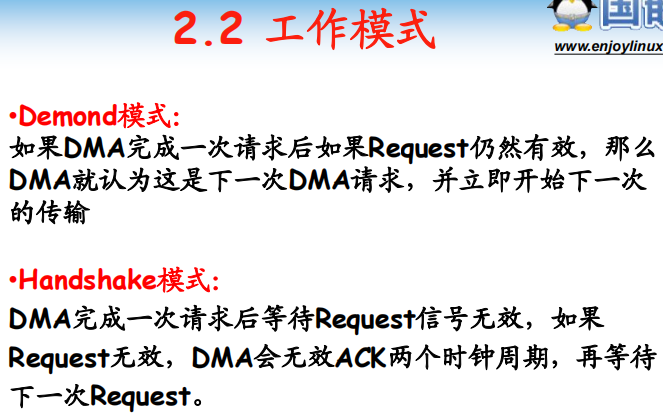 2.2 工作模式
www.enjoylinux
•Demond模式:
如果DMA完成一次请求后如果Request仍然有效，那么
DMA就认为这是下一次DMA请求，并立即开始下一次
的传输
•Handshake模式:
DMA完成一次请求后等待Request信号无效，如果
Request无效，DMA会无效ACK两个时钟周期，再等待
下一次Request。